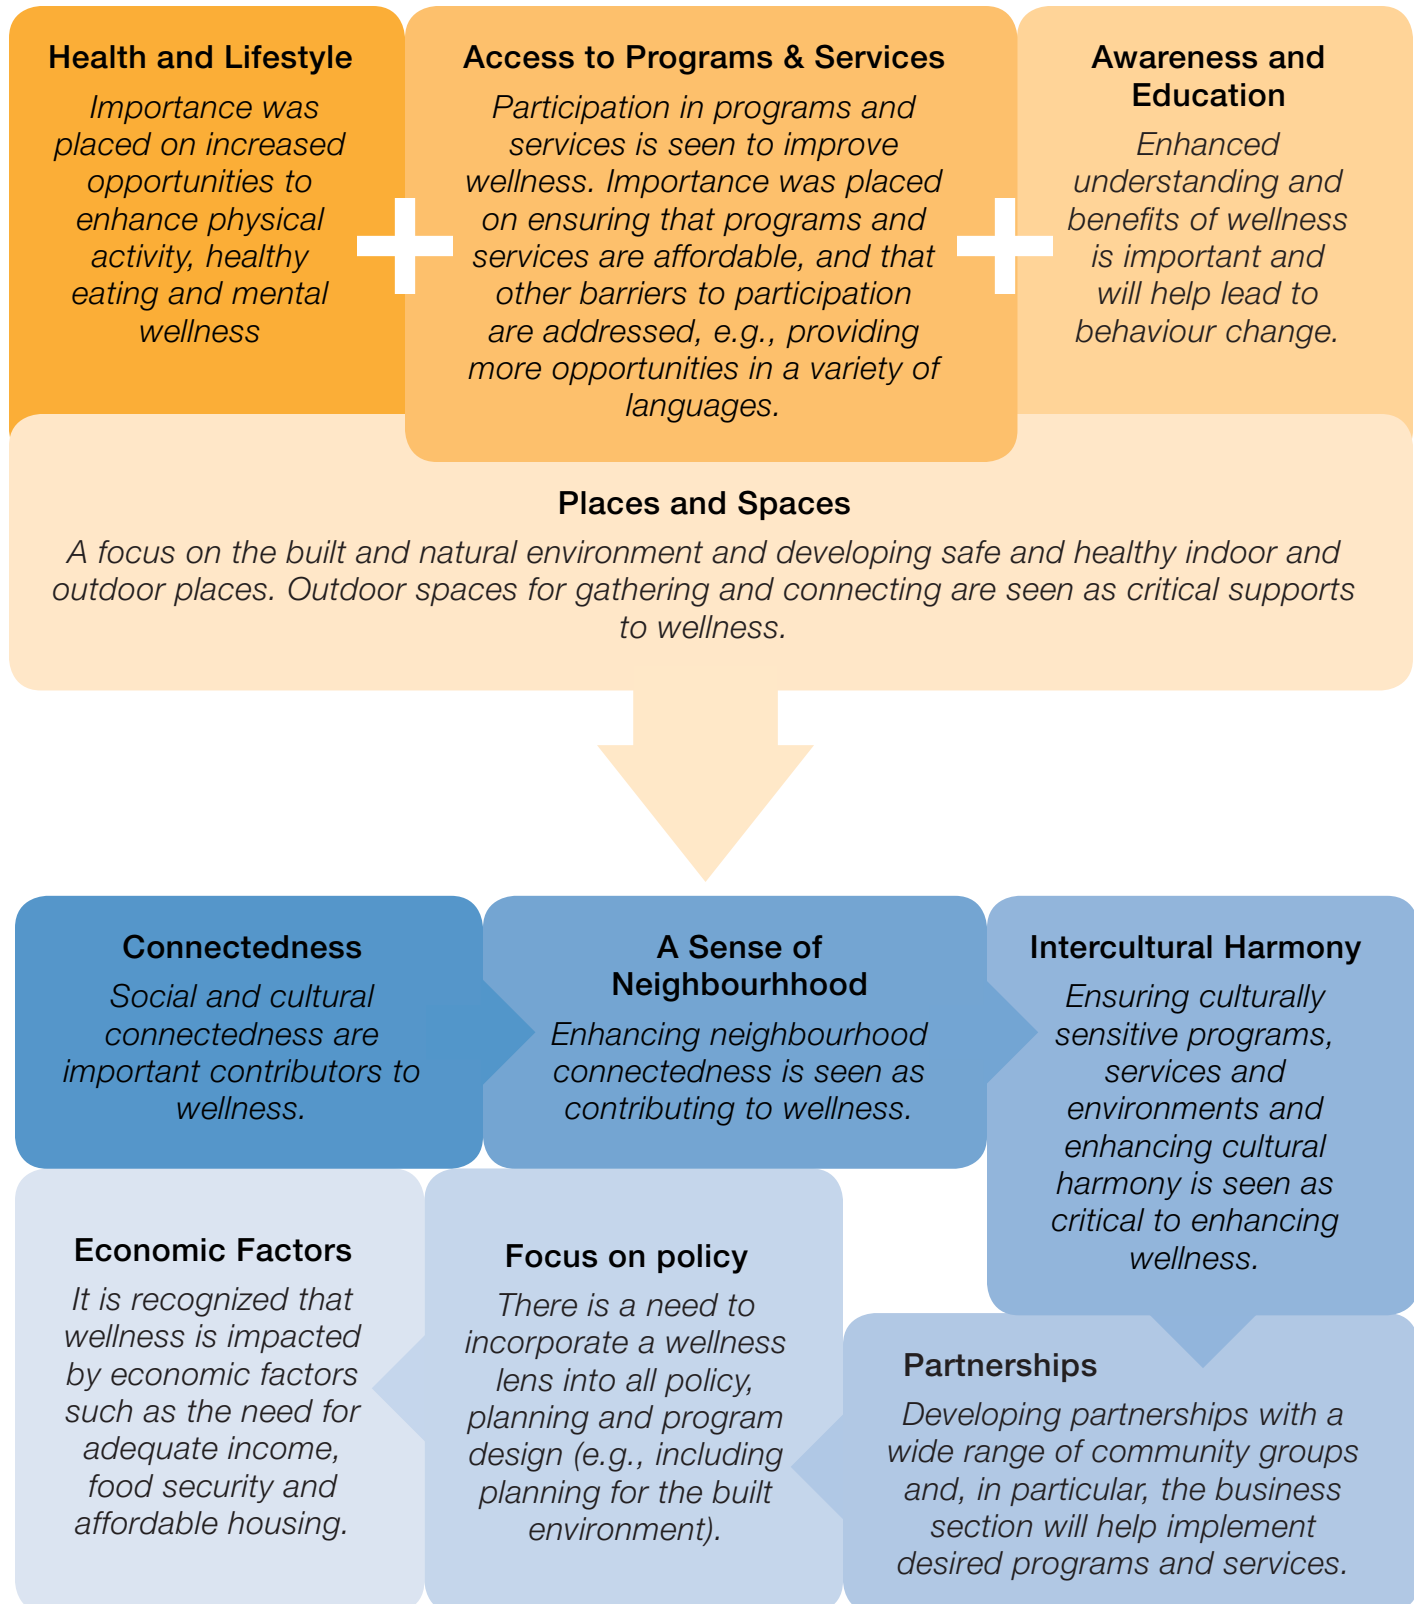 Health and Lifestyle
Importance was
placed on increased
opportunities to
enhance physical
activity, healthy
eating and mental
wellness
Access to Programs & Services
Participation in programs and
services is seen to improve
wellness. Importance was placed
on ensuring that programs and
services are affordable, and that
other barriers to participation
are addressed, e.g., providing
more opportunities in a variety of
languages.
Awareness and
Education
Enhanced
understanding and
benefits of wellness
is important and
will help lead to
behaviour change.
Places and Spaces
A focus on the built and natural environment and developing safe and healthy indoor and
outdoor places. Outdoor spaces for gathering and connecting are seen as critical supports
to wellness.
Connectedness
Social and cultural
connectedness are
important contributors to
wellness.
A Sense of
Neighbourhhood
Enhancing neighbourhood
connectedness is seen as
contributing to wellness.
Intercultural Harmony
Ensuring culturally
sensitive programs,
services and
environments and
enhancing cultural
harmony is seen as
critical to enhancing
wellness.
Economic Factors
It is recognized that
wellness is impacted
by economic factors
such as the need for
adequate income,
food security and
affordable housing.
Focus on policy
There is a need to
incorporate a wellness
lens into all policy,
planning and program
design (e.g., including
planning for the built
environment).
Partnerships
Developing partnerships with a
wide range of community groups
and, in particular, the business
section will help implement
desired programs and services.